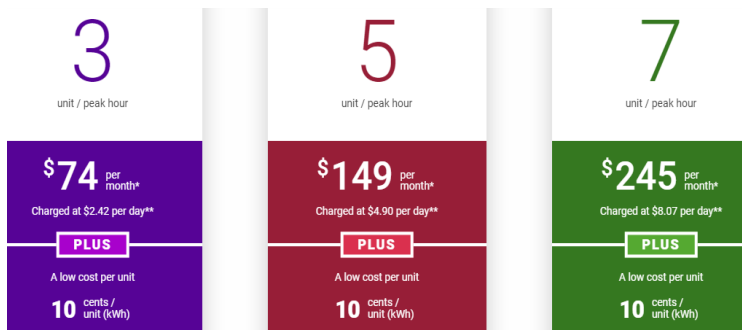 3
unit / peak hour
$74 per month*
Charged at $2.42 per day**
PLUS
A low cost per unit
10 cents / unit (kWh)
5
unit / peak hour
$149 per month*
Charged at $4.90 per day**
PLUS
A low cost per unit
10 cents / unit (kWh)
7
unit / peak hour
$245 per month*
Charged at $8.07 per day**
PLUS
A low cost per unit
10 cents / unit (kWh)